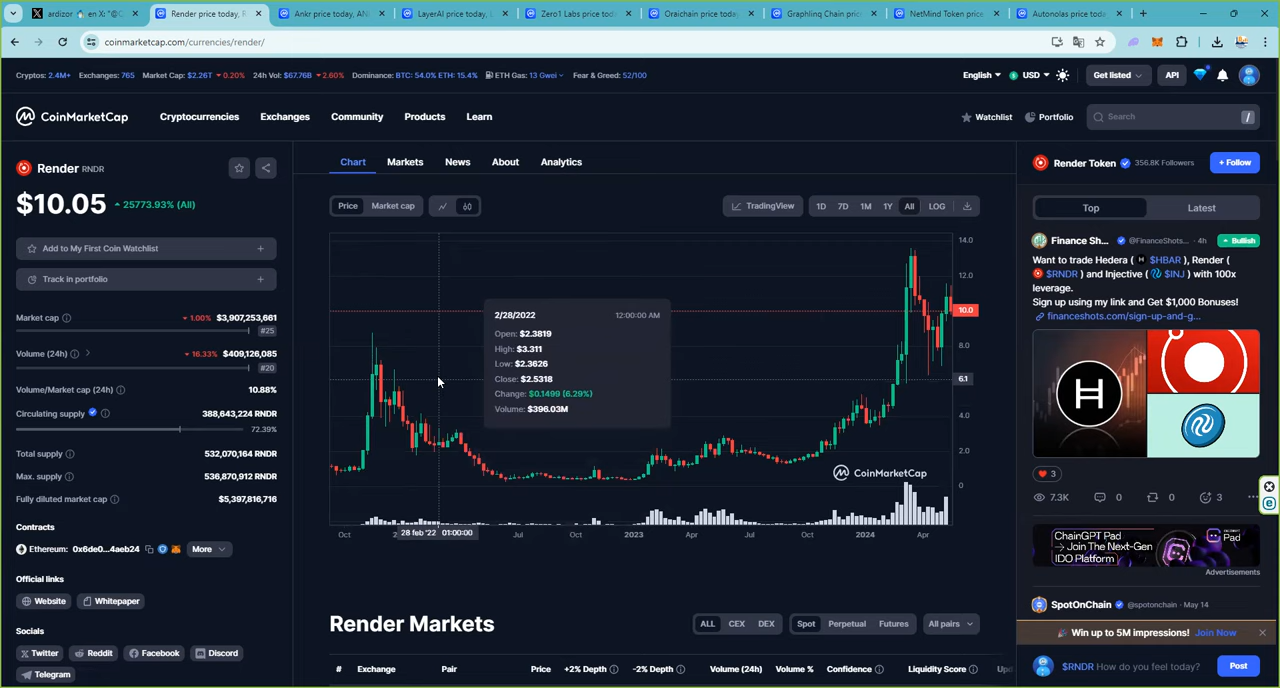 ardizor 🐧 en X: "@C
Render price today, R
Ankr price today, AN
LayerAI price today, L
Zero1 Labs price tod
Oraichain price today
Graphlinq Chain pric
NetMind Token price
Autonolas price toda
coinmarketcap.com/currencies/render/
Cryptos: 2.4M+ Exchanges: 765 Market Cap: $2.26T 0.20% 24h Vol: $67.76B 2.60% Dominance: BTC: 54.0% ETH: 15.4% ETH Gas: 13 Gwei Fear & Greed: 52/100
English USD Get listed API
CoinMarketCap Cryptocurrencies Exchanges Community Products Learn
Watchlist Portfolio Search /
Render RNDR
$10.05 25773.93% (All)
Add to My First Coin Watchlist +
Track in portfolio +
Market cap 1.00% $3,907,253,661
#25
Volume (24h) 16.33% $409,126,085
#20
Volume/Market cap (24h) 10.88%
Circulating supply 388,643,224 RNDR
72.39%
Total supply 532,070,164 RNDR
Max. supply 536,870,912 RNDR
Fully diluted market cap $5,397,816,716
Contracts
Ethereum: 0x6de0...4aeb24 More
Official links
Website Whitepaper
Socials
Twitter Reddit Facebook Discord
Telegram
Chart Markets News About Analytics
Price Market cap TradingView 1D 7D 1M 1Y All LOG
14.0
12.0
10.0
8.0
6.1
4.0
2.0
0
2/28/2022 12:00:00 AM
Open: $2.3819
High: $3.311
Low: $2.3626
Close: $2.5318
Change: $0.1499 (6.29%)
Volume: $396.03M
CoinMarketCap
Oct 28 feb '22 01:00:00 Jul Oct 2023 Apr Jul Oct 2024 Apr
Render Markets
ALL CEX DEX Spot Perpetual Futures All pairs
# Exchange Pair Price +2% Depth -2% Depth Volume (24h) Volume % Confidence Liquidity Score Upd
Render Token 356.8K Followers + Follow
Top Latest
Finance Sh... @FinanceShots... · 4h Bullish
Want to trade Hedera ( $HBAR ), Render (
$RNDR ) and Injective ( $INJ ) with 100x
leverage.
Sign up using my link and Get $1,000 Bonuses!
financeshots.com/sign-up-and-g...
❤ 3
7.3K 0 0 3 ...
ChainGPT Pad
→ Join The Next-Gen
IDO Platform
Pad
Advertisements
SpotOnChain @spotonchain · May 14
🎉 Win up to 5M impressions! Join Now
$RNDR How do you feel today? Post